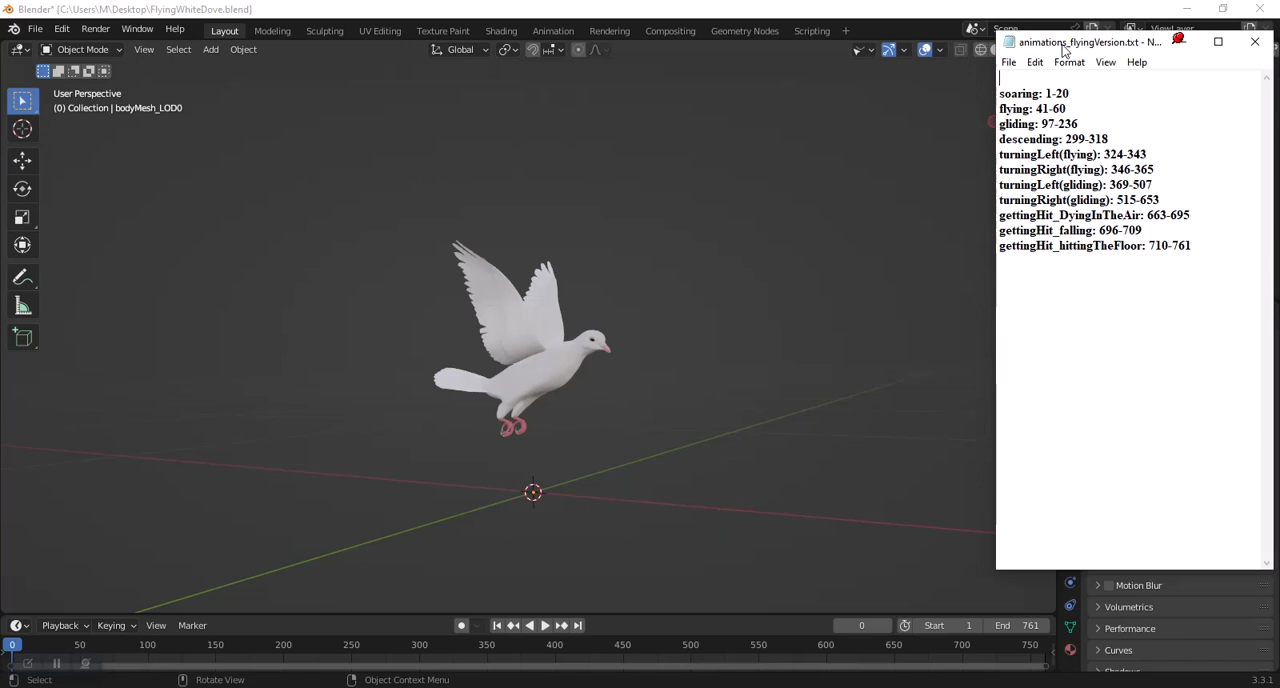 Blender* [C:\Users\M\Desktop\FlyingWhiteDove.blend]
File Edit Render Window Help Layout Modeling Sculpting UV Editing Texture Paint Shading Animation Rendering Compositing Geometry Nodes Scripting Scene ViewLayer
Object Mode View Select Add Object Global
User Perspective
(0) Collection | bodyMesh_LOD0
animations_flyingVersion.txt - N...
File Edit Format View Help
soaring: 1-20
flying: 41-60
gliding: 97-236
descending: 299-318
turningLeft(flying): 324-343
turningRight(flying): 346-365
turningLeft(gliding): 369-507
turningRight(gliding): 515-653
gettingHit_DyingInTheAir: 663-695
gettingHit_falling: 696-709
gettingHit_hittingTheFloor: 710-761
Motion Blur
Volumetrics
Performance
Curves
Playback Keying View Marker 0 Start 1 End 761
0 50 100 150 200 250 300 350 400 450 500 550 600 650 700 750
Select Rotate View Object Context Menu 3.3.1